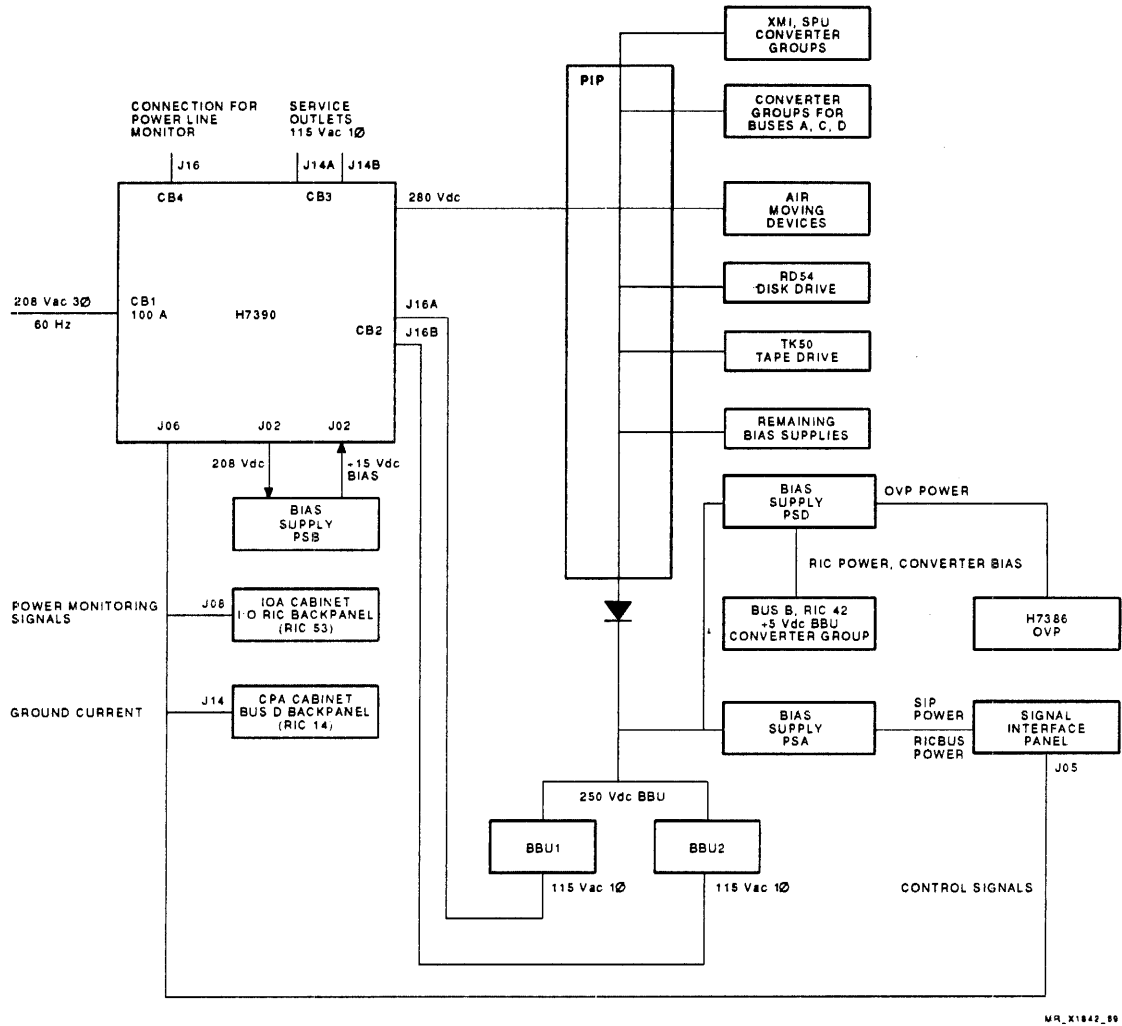 XMI, SPU
CONVERTER
GROUPS
PIP
CONNECTION FOR
POWER LINE
MONITOR
SERVICE
OUTLETS
115 Vac 1Ø
CONVERTER
GROUPS FOR
BUSES A, C, D
J16
J14A
J14B
CB4
CB3
280 Vdc
AIR
MOVING
DEVICES
208 Vac 3Ø
60 Hz
CB1
100 A
H7390
CB2
J16A
J16B
RD54
DISK DRIVE
TK50
TAPE DRIVE
REMAINING
BIAS SUPPLIES
J06
J02
J02
208 Vdc
+15 Vdc
BIAS
BIAS
SUPPLY
PSB
BIAS
SUPPLY
PSD
OVP POWER
RIC POWER, CONVERTER BIAS
POWER MONITORING
SIGNALS
J08
IOA CABINET
I/O RIC BACKPANEL
(RIC 53)
BUS B, RIC 42
+5 Vdc BBU
CONVERTER GROUP
H7386
OVP
GROUND CURRENT
J14
CPA CABINET
BUS D BACKPANEL
(RIC 14)
BIAS
SUPPLY
PSA
SIP
POWER
RICBUS
POWER
SIGNAL
INTERFACE
PANEL
J05
250 Vdc BBU
BBU1
BBU2
115 Vac 1Ø
115 Vac 1Ø
CONTROL SIGNALS
MR_X1842_89